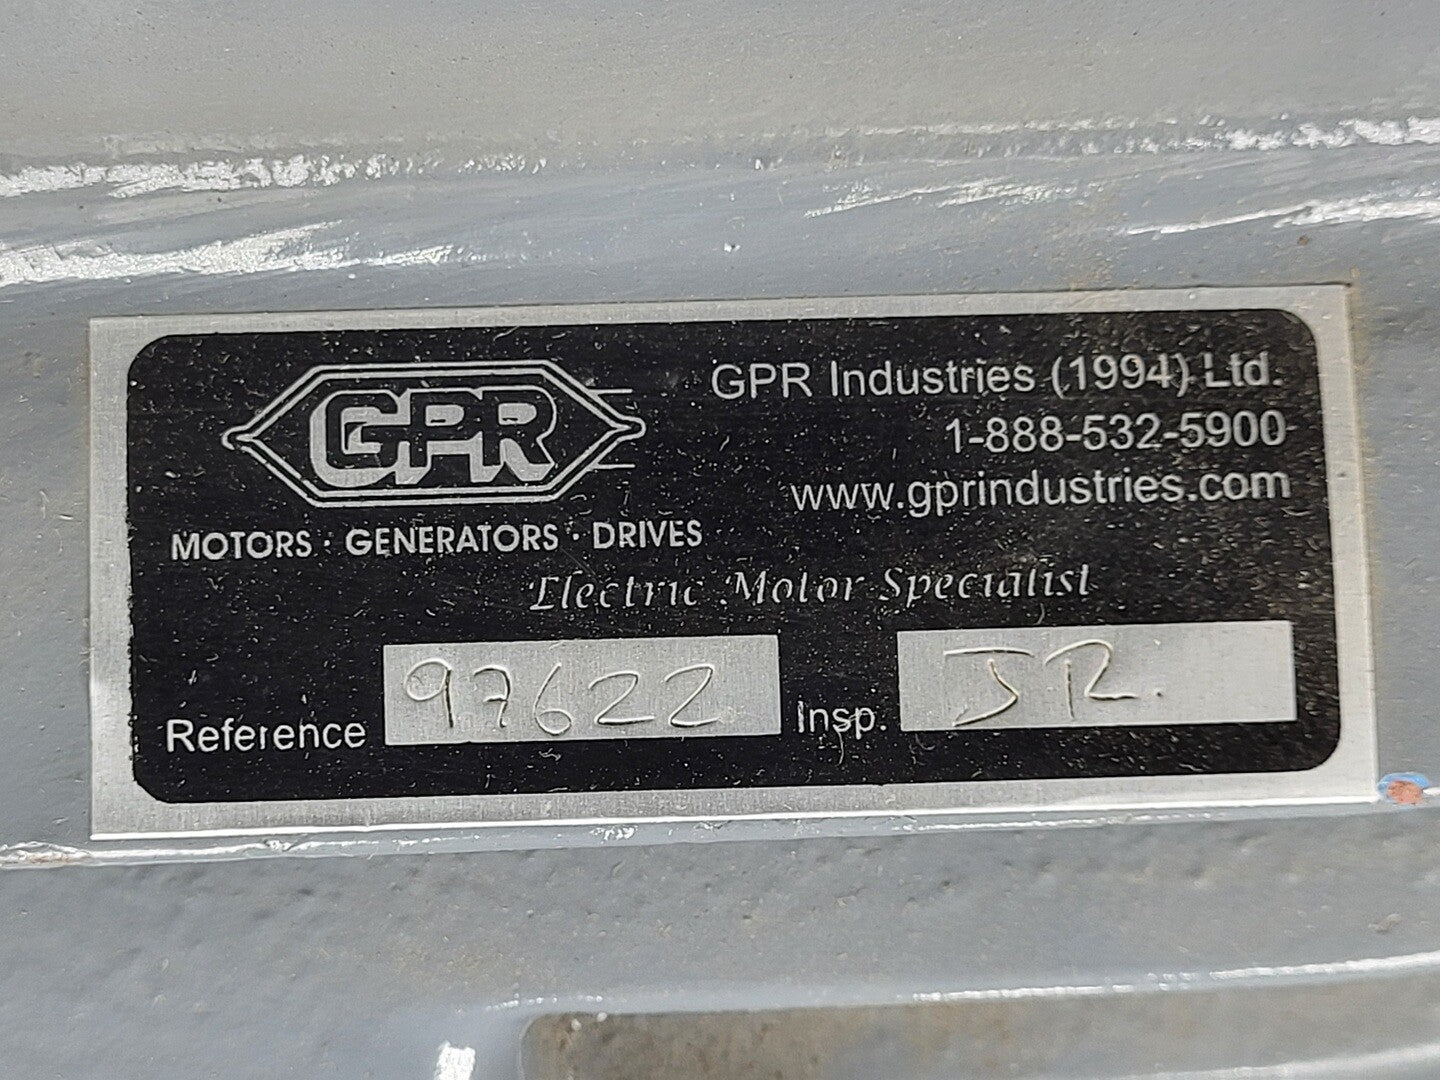 GPR
GPR Industries (1994) Ltd.
1-888-532-5900
www.gprindustries.com
MOTORS · GENERATORS · DRIVES
Electric Motor Specialist
Reference 97622 Insp. JR.